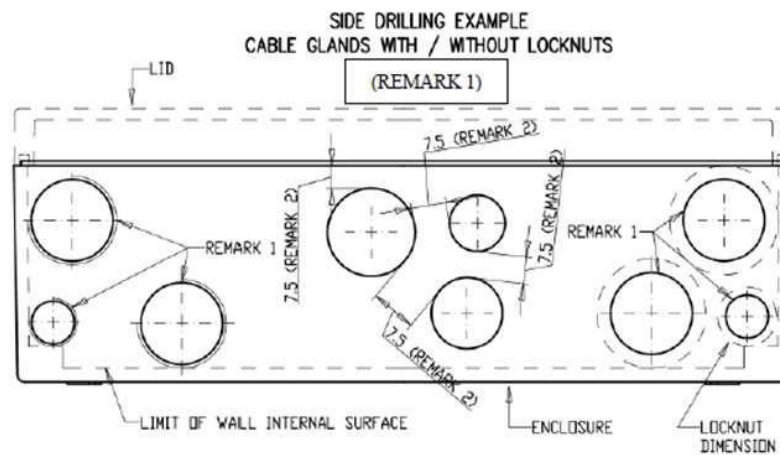 SIDE DRILLING EXAMPLE
CABLE GLANDS WITH / WITHOUT LOCKNUTS
(REMARK 1)
LID
7.5 (REMARK 2)
7.5 (REMARK 2)
7.5 (REMARK 2)
7.5 (REMARK 2)
REMARK 1
REMARK 1
LIMIT OF WALL INTERNAL SURFACE
ENCLOSURE
LOCKNUT
DIMENSION